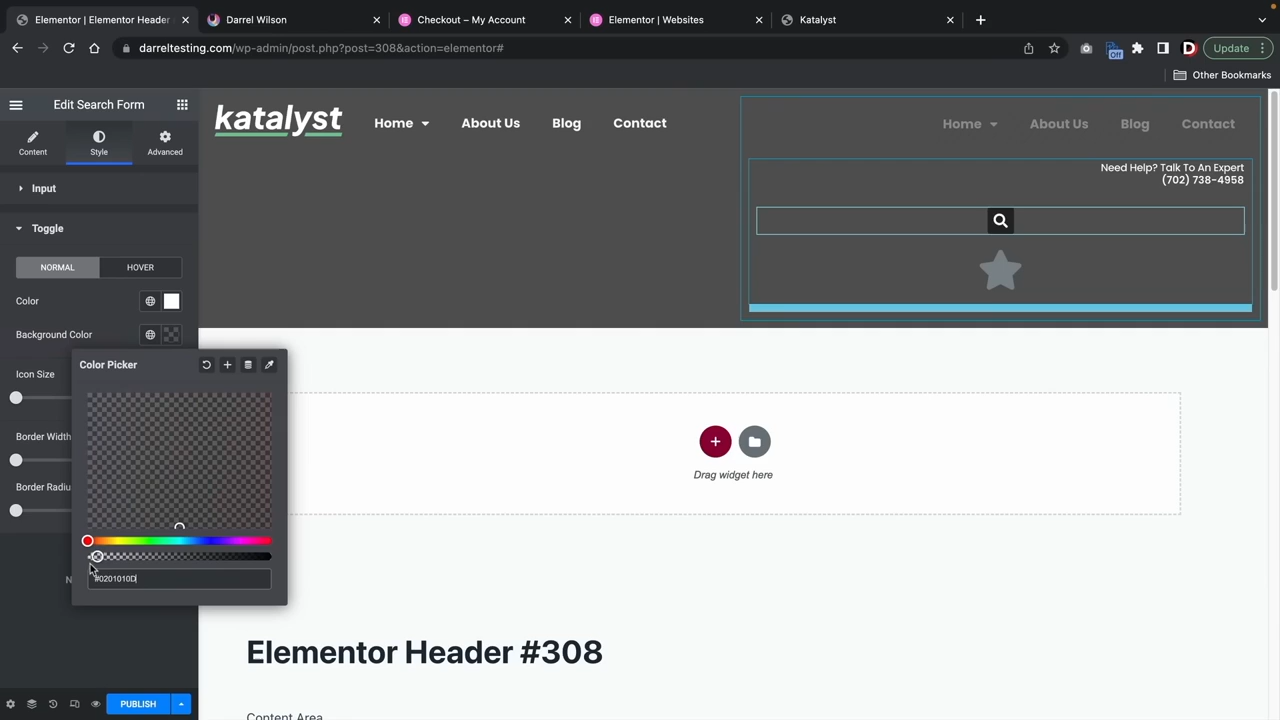 Elementor | Elementor Header
Darrel Wilson
Checkout – My Account
Elementor | Websites
Katalyst
darreltesting.com/wp-admin/post.php?post=308&action=elementor#
Off
D
Update
Other Bookmarks
Edit Search Form
Content
Style
Advanced
Input
Toggle
NORMAL
HOVER
Color
Background Color
Color Picker
Icon Size
Border Width
Border Radiu
#0201010D
N
PUBLISH
katalyst
Home
About Us
Blog
Contact
Home
About Us
Blog
Contact
Need Help? Talk To An Expert
(702) 738-4958
Drag widget here
Elementor Header #308
Content Area